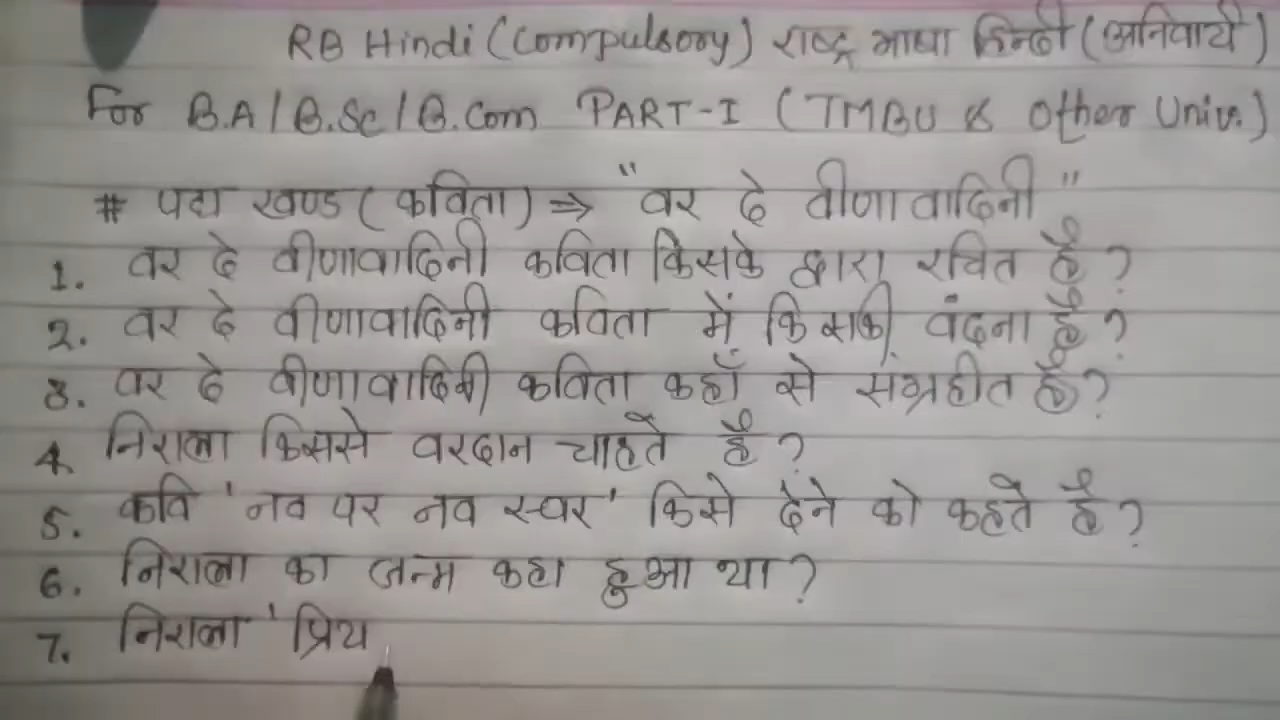 RB Hindi (Compulsory) राष्ट्र भाषा हिन्दी (अनिवार्य)
For B.A / B.Sc / B.Com PART-I (TMBU & Other Univ.)
# पद्य खण्ड (कविता) ⇒ "वर दे वीणावादिनी"
1. वर दे वीणावादिनी कविता किसके द्वारा रचित है?
2. वर दे वीणावादिनी कविता में किसकी वंदना है?
3. वर दे वीणावादिनी कविता कहाँ से संग्रहीत है?
4. निराला किससे वरदान चाहते है?
5. कवि 'नव पर नव स्वर' किसे देने को कहते है?
6. निराला का जन्म कहा हुआ था?
7. निराला 'प्रिय